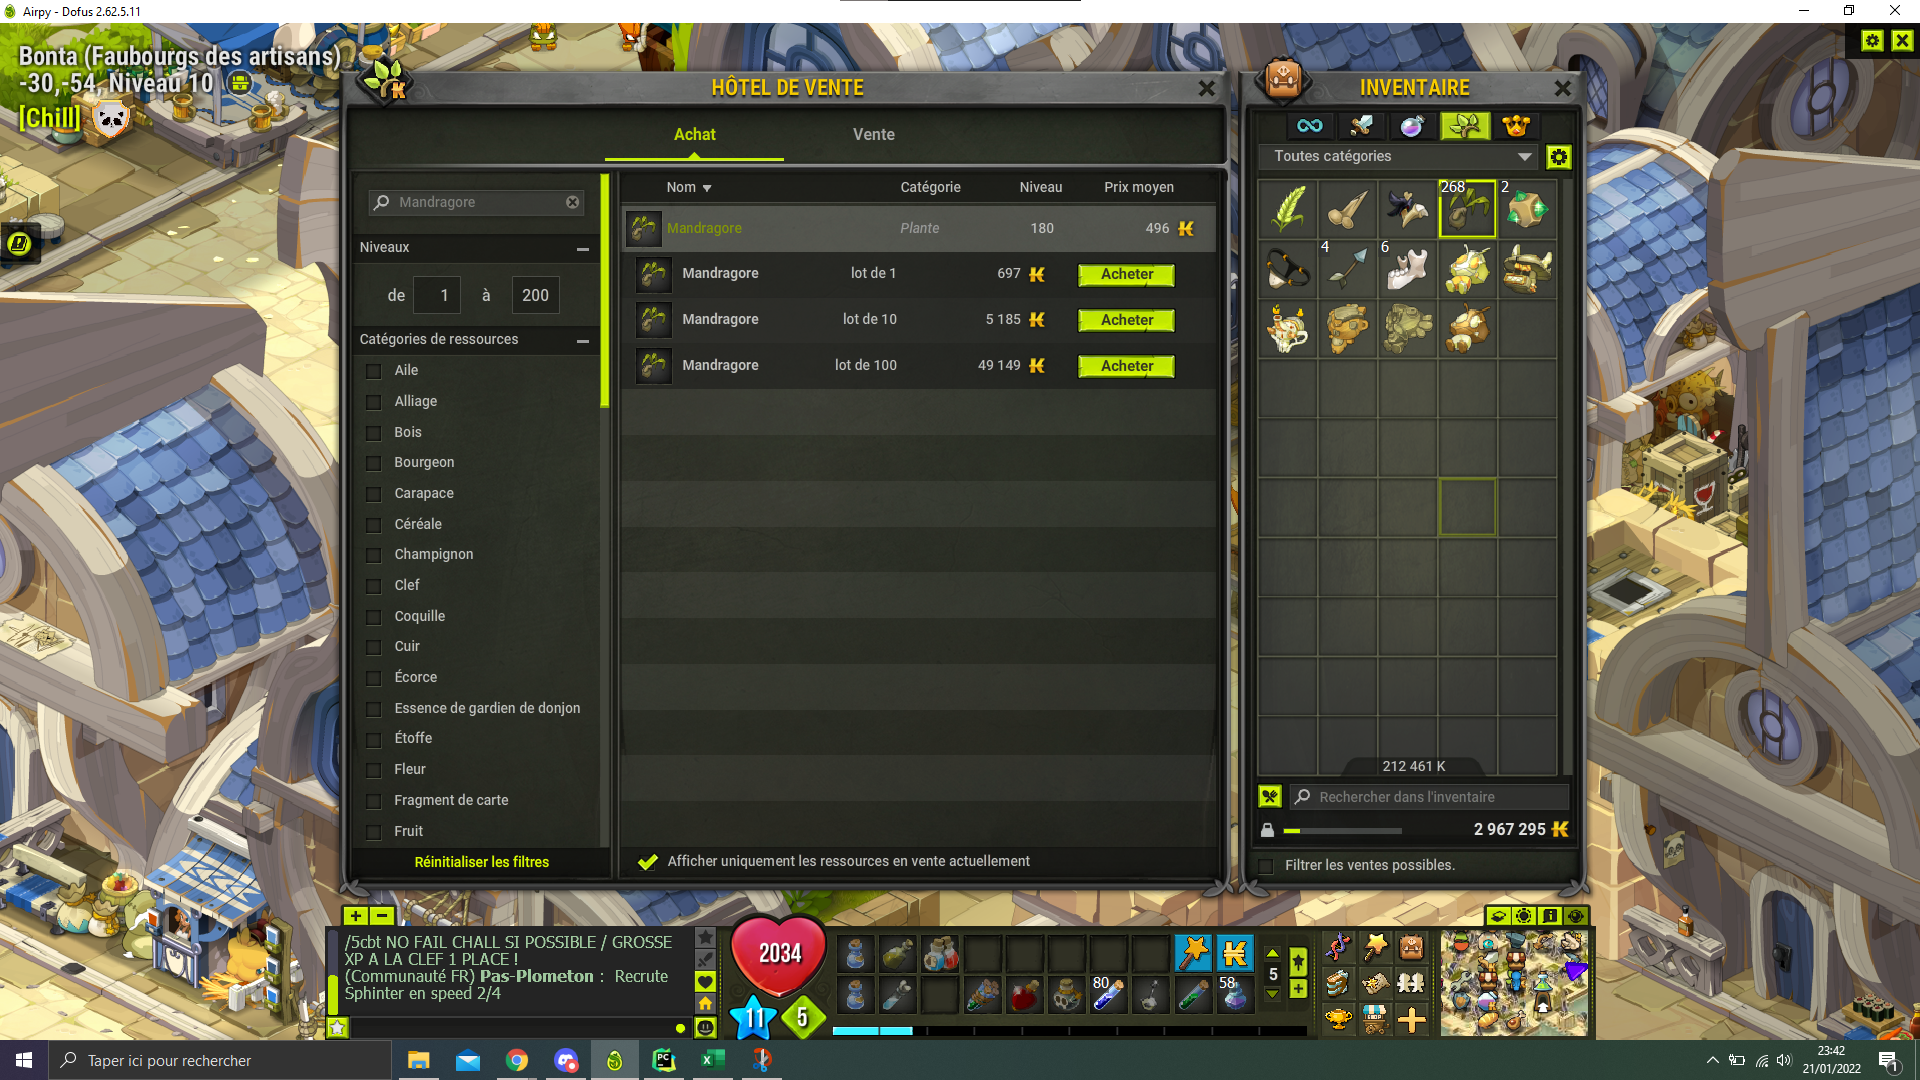 Airpy - Dofus 2.62.5.11
Bonta (Faubourgs des artisans)
-30,-54, Niveau 10
[Chill]
HÔTEL DE VENTE
Achat
Vente
Mandragore
Niveaux
de 1 à 200
Catégories de ressources
Aile
Alliage
Bois
Bourgeon
Carapace
Céréale
Champignon
Clef
Coquille
Cuir
Écorce
Essence de gardien de donjon
Étoffe
Fleur
Fragment de carte
Fruit
Réinitialiser les filtres
Nom Catégorie Niveau Prix moyen
Mandragore Plante 180 496
Mandragore lot de 1 697 Acheter
Mandragore lot de 10 5 185 Acheter
Mandragore lot de 100 49 149 Acheter
Afficher uniquement les ressources en vente actuellement
INVENTAIRE
Toutes catégories
268 2
4 6
212 461 K
Rechercher dans l'inventaire
2 967 295
Filtrer les ventes possibles.
/5cbt NO FAIL CHALL SI POSSIBLE / GROSSE
XP A LA CLEF 1 PLACE !
(Communauté FR) Pas-Plometon : Recrute
Sphinter en speed 2/4
2034
11 5
80 58
5
SHOP
Taper ici pour rechercher
PC
23:42
21/01/2022
1